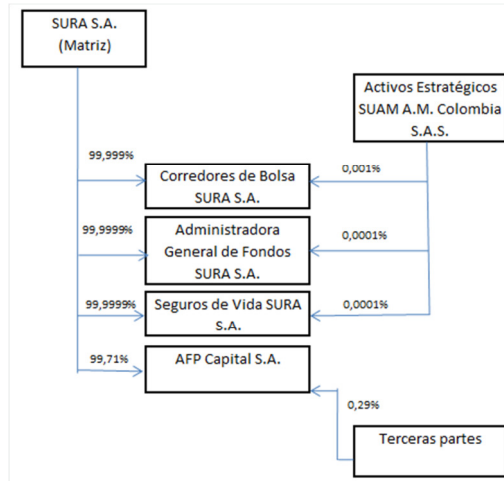 SURA S.A.
(Matriz)
Activos Estratégicos
SUAM A.M. Colombia
S.A.S.
99,999%
Corredores de Bolsa
SURA S.A.
0,001%
99,9999%
Administradora
General de Fondos
SURA S.A.
0,0001%
99,9999%
Seguros de Vida SURA
S.A.
0,0001%
99,71%
AFP Capital S.A.
0,29%
Terceras partes